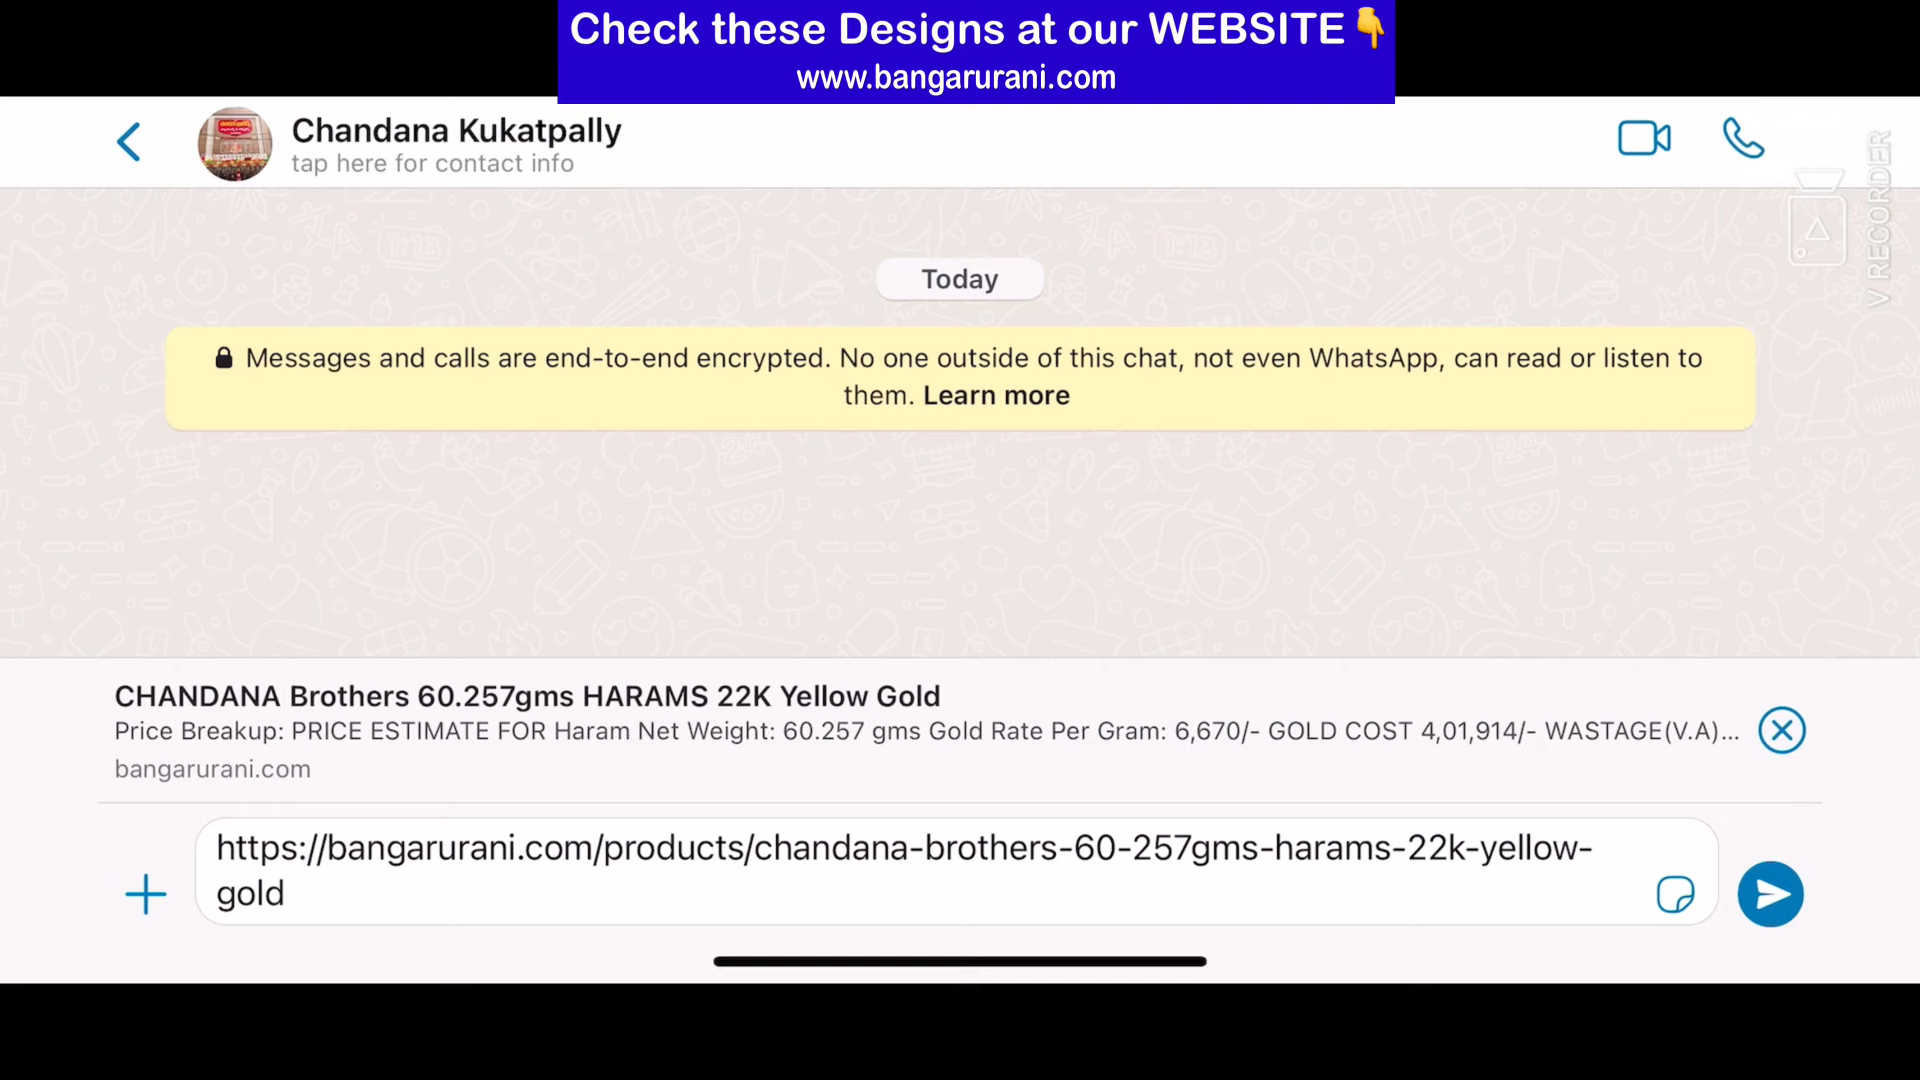 Check these Designs at our WEBSITE👇
www.bangarurani.com
Chandana Kukatpally
tap here for contact info
V RECORDER
Today
Messages and calls are end-to-end encrypted. No one outside of this chat, not even WhatsApp, can read or listen to
them. Learn more
CHANDANA Brothers 60.257gms HARAMS 22K Yellow Gold
Price Breakup: PRICE ESTIMATE FOR Haram Net Weight: 60.257 gms Gold Rate Per Gram: 6,670/- GOLD COST 4,01,914/- WASTAGE(V.A)...
bangarurani.com
https://bangarurani.com/products/chandana-brothers-60-257gms-harams-22k-yellow-
gold